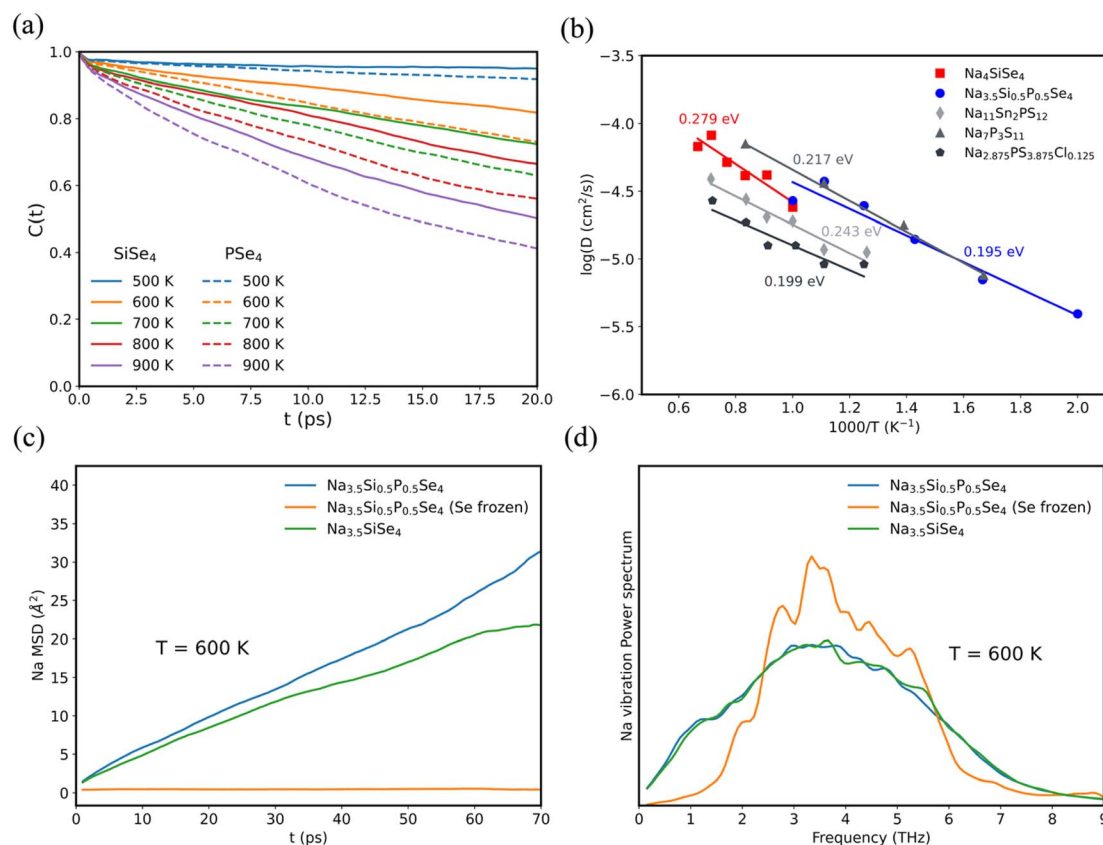 (a)
C(t)
1.0
0.8
0.6
0.4
0.2
0.0
SiSe₄ PSe₄
500 K 500 K
600 K 600 K
700 K 700 K
800 K 800 K
900 K 900 K
0.0 2.5 5.0 7.5 10.0 12.5 15.0 17.5 20.0
t (ps)
(b)
log(D (cm²/s))
−3.5
−4.0
−4.5
−5.0
−5.5
−6.0
Na₄SiSe₄
Na₃.₅Si₀.₅P₀.₅Se₄
Na₁₁Sn₂PS₁₂
Na₇P₃S₁₁
Na₂.₈₇₅PS₃.₈₇₅Cl₀.₁₂₅
0.279 eV
0.217 eV
0.243 eV
0.195 eV
0.199 eV
0.6 0.8 1.0 1.2 1.4 1.6 1.8 2.0
1000/T (K⁻¹)
(c)
Na MSD (Å²)
40
35
30
25
20
15
10
5
0
Na₃.₅Si₀.₅P₀.₅Se₄
Na₃.₅Si₀.₅P₀.₅Se₄ (Se frozen)
Na₃.₅SiSe₄
T = 600 K
0 10 20 30 40 50 60 70
t (ps)
(d)
Na vibration Power spectrum
Na₃.₅Si₀.₅P₀.₅Se₄
Na₃.₅Si₀.₅P₀.₅Se₄ (Se frozen)
Na₃.₅SiSe₄
T = 600 K
0 1 2 3 4 5 6 7 8 9
Frequency (THz)